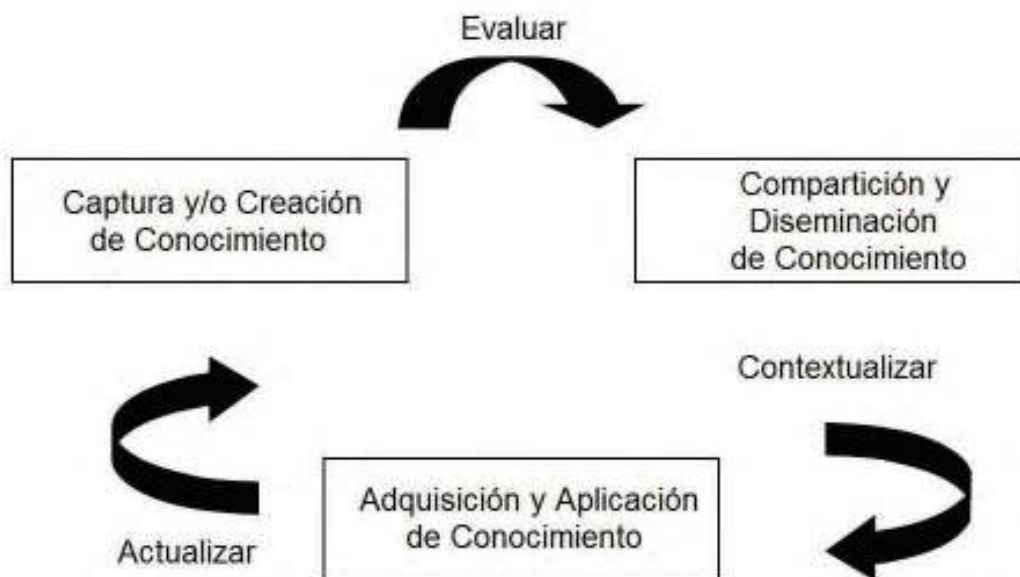 Evaluar
Captura y/o Creación
de Conocimiento
Compartición y
Diseminación
de Conocimiento
Contextualizar
Adquisición y Aplicación
de Conocimiento
Actualizar